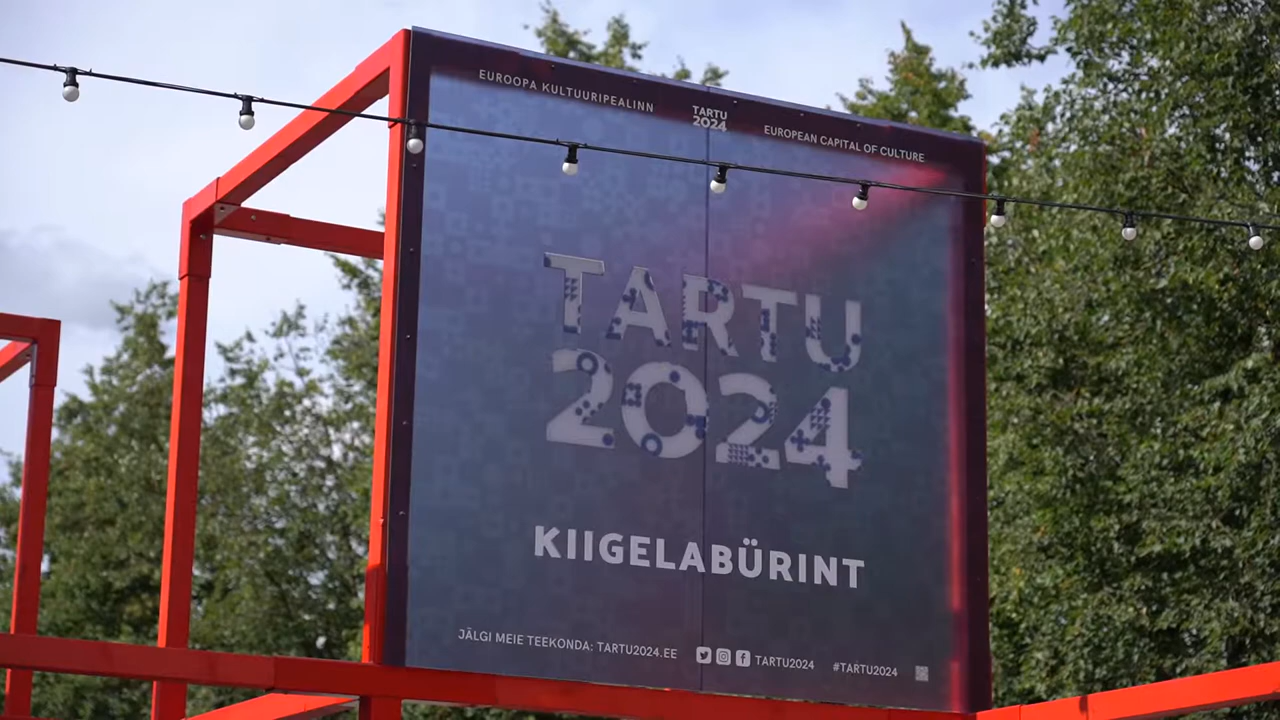 EUROOPA KULTUURIPEALINN
TARTU
2024
EUROPEAN CAPITAL OF CULTURE
TARTU
2024
KIIGELABÜRINT
JÄLGI MEIE TEEKONDA: TARTU2024.EE
TARTU2024
#TARTU2024